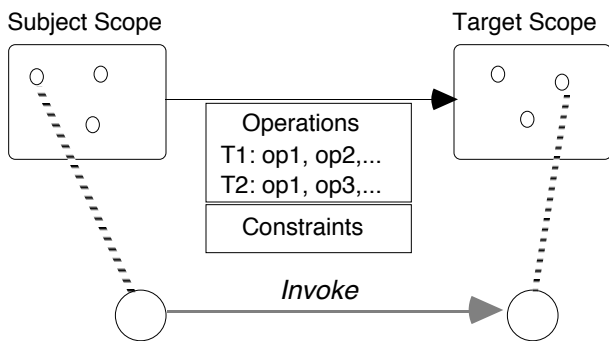 Subject Scope
Target Scope
Operations
T1: op1, op2,...
T2: op1, op3,...
Constraints
Invoke